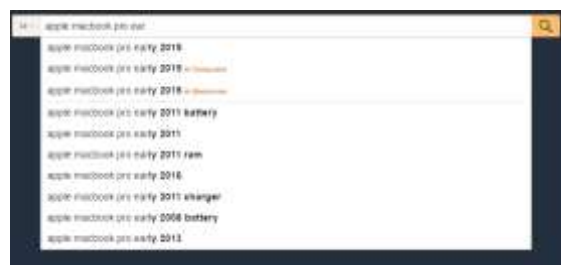 apple macbook pro ear
apple macbook pro early 2015
apple macbook pro early 2015
apple macbook pro early 2015
apple macbook pro early 2011 battery
apple macbook pro early 2011
apple macbook pro early 2011 ram
apple macbook pro early 2016
apple macbook pro early 2011 charger
apple macbook pro early 2008 battery
apple macbook pro early 2013